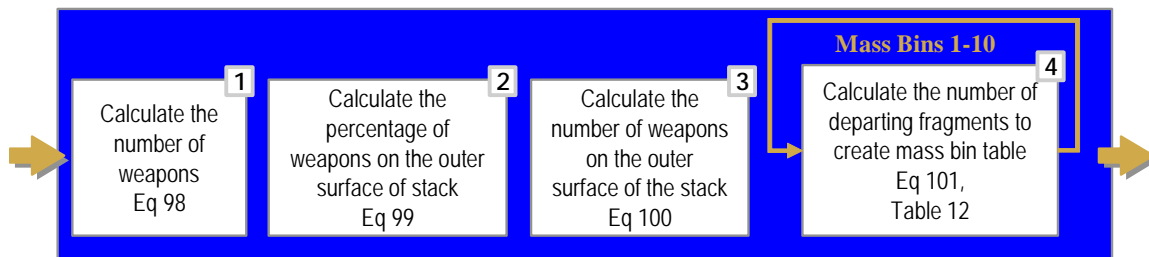 Mass Bins 1-10
1
Calculate the
number of
weapons
Eq 98
2
Calculate the
percentage of
weapons on the outer
surface of stack
Eq 99
3
Calculate the
number of weapons
on the outer
surface of the stack
Eq 100
4
Calculate the number of
departing fragments to
create mass bin table
Eq 101,
Table 12